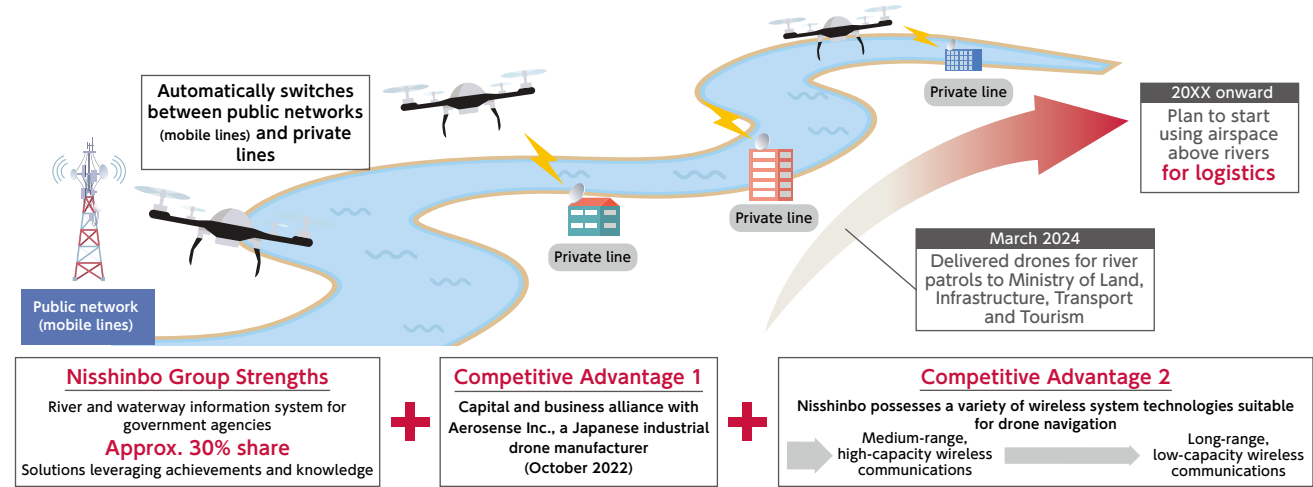 Automatically switches
between public networks
(mobile lines) and private
lines
Public network
(mobile lines)
Private line
Private line
Private line
20XX onward
Plan to start
using airspace
above rivers
for logistics
March 2024
Delivered drones for river
patrols to Ministry of Land,
Infrastructure, Transport
and Tourism
Nisshinbo Group Strengths
River and waterway information system for
government agencies
Approx. 30% share
Solutions leveraging achievements and knowledge
Competitive Advantage 1
Capital and business alliance with
Aerosense Inc., a Japanese industrial
drone manufacturer
(October 2022)
Competitive Advantage 2
Nisshinbo possesses a variety of wireless system technologies suitable
for drone navigation
Medium-range,
high-capacity wireless
communications
Long-range,
low-capacity wireless
communications